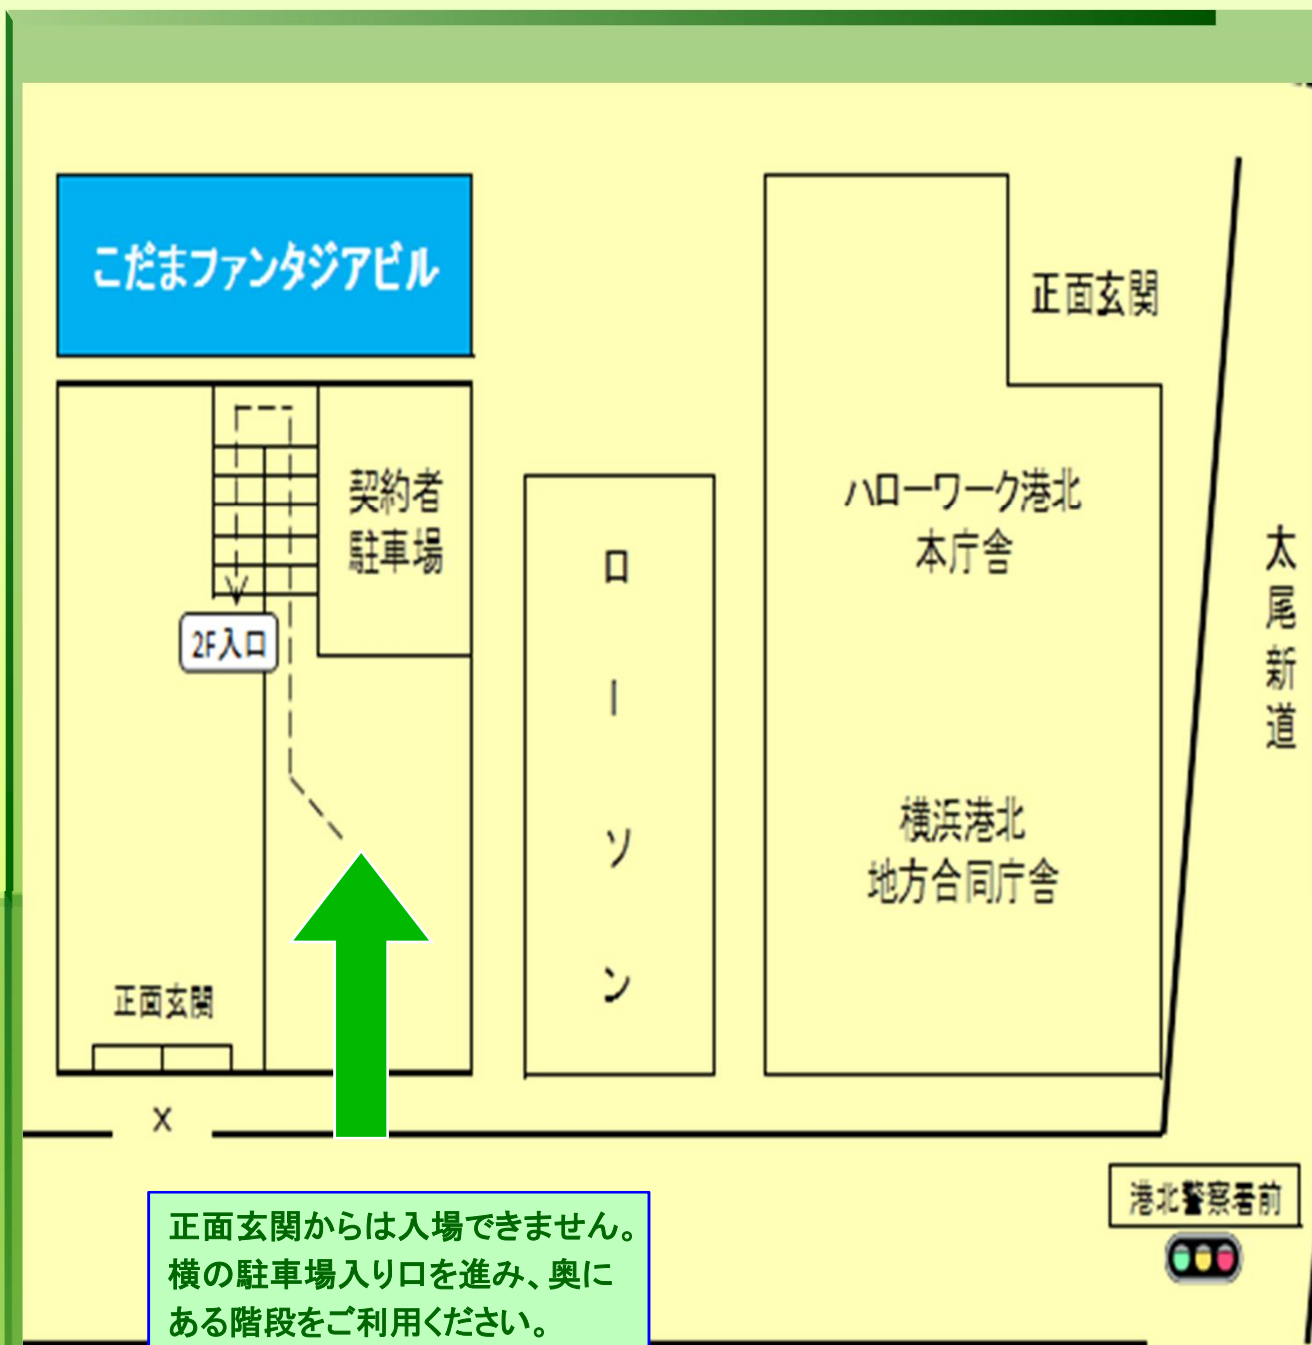 こだまファンタジアビル
正面玄関
契約者
駐車場
2F入口
ローソン
ハローワーク港北
本庁舎
横浜港北
地方合同庁舎
太尾新道
正面玄関
×
港北警察署前
正面玄関からは入場できません。
横の駐車場入り口を進み、奥に
ある階段をご利用ください。